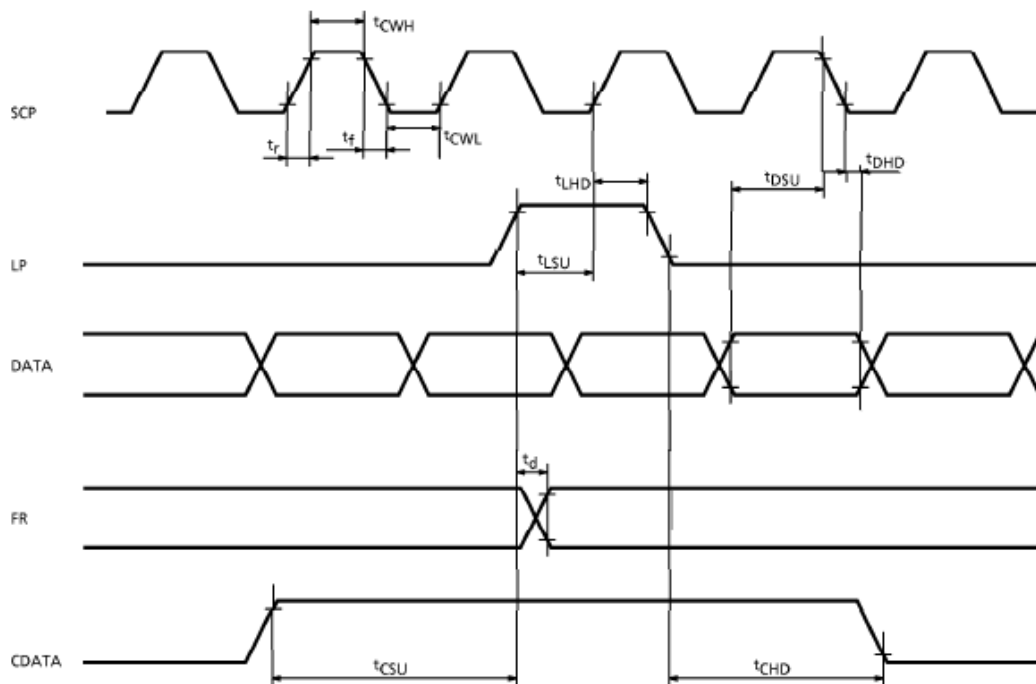 tCWH
SCP
tr
tf
tCWL
tLHD
tDSU
tDHD
LP
tLSU
DATA
td
FR
CDATA
tCSU
tCHD